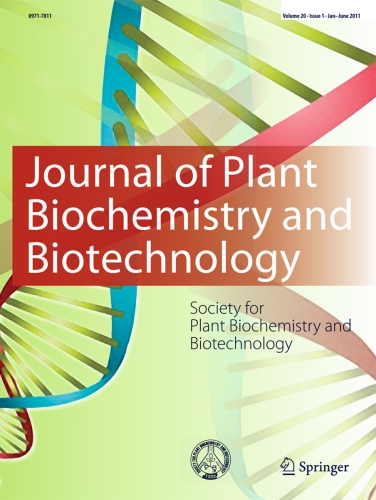 0971-7811
Volume 20 · Issue 1 · Jan–June 2011
Journal of Plant
Biochemistry and
Biotechnology
Society for
Plant Biochemistry and
Biotechnology
Springer